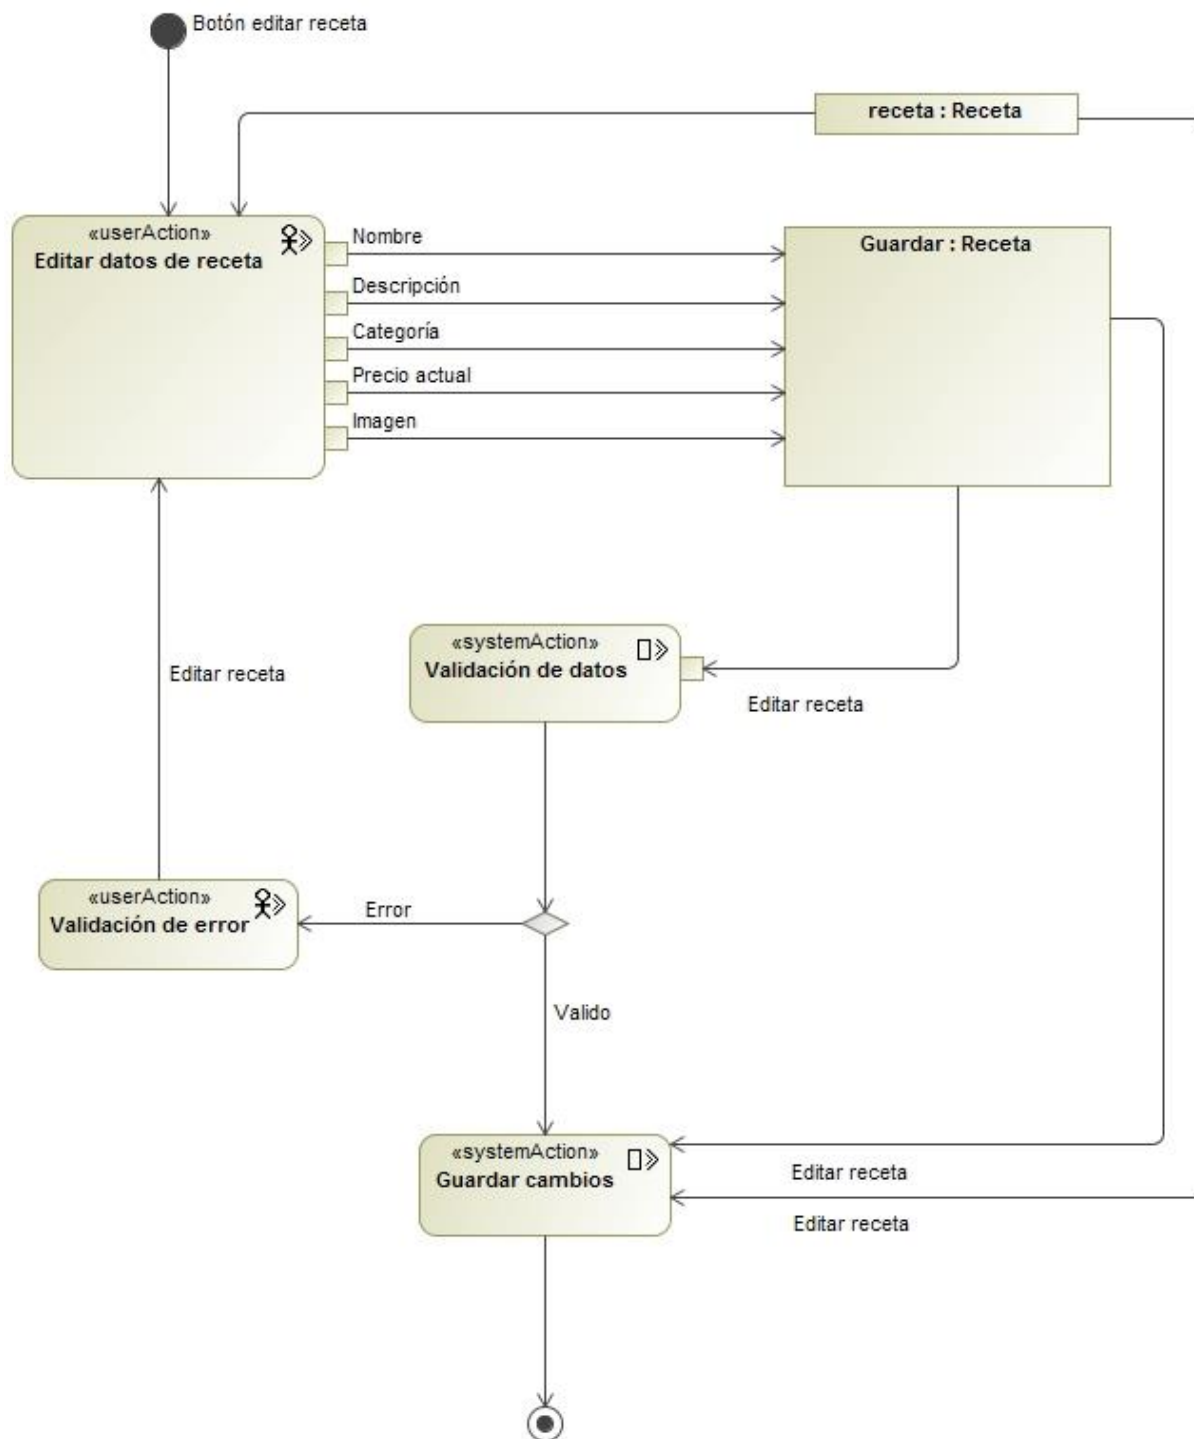 Botón editar receta
receta : Receta
«userAction»
Editar datos de receta
Nombre
Descripción
Categoría
Precio actual
Imagen
Guardar : Receta
«systemAction»
Validación de datos
Editar receta
Editar receta
«userAction»
Validación de error
Error
Valido
«systemAction»
Guardar cambios
Editar receta
Editar receta